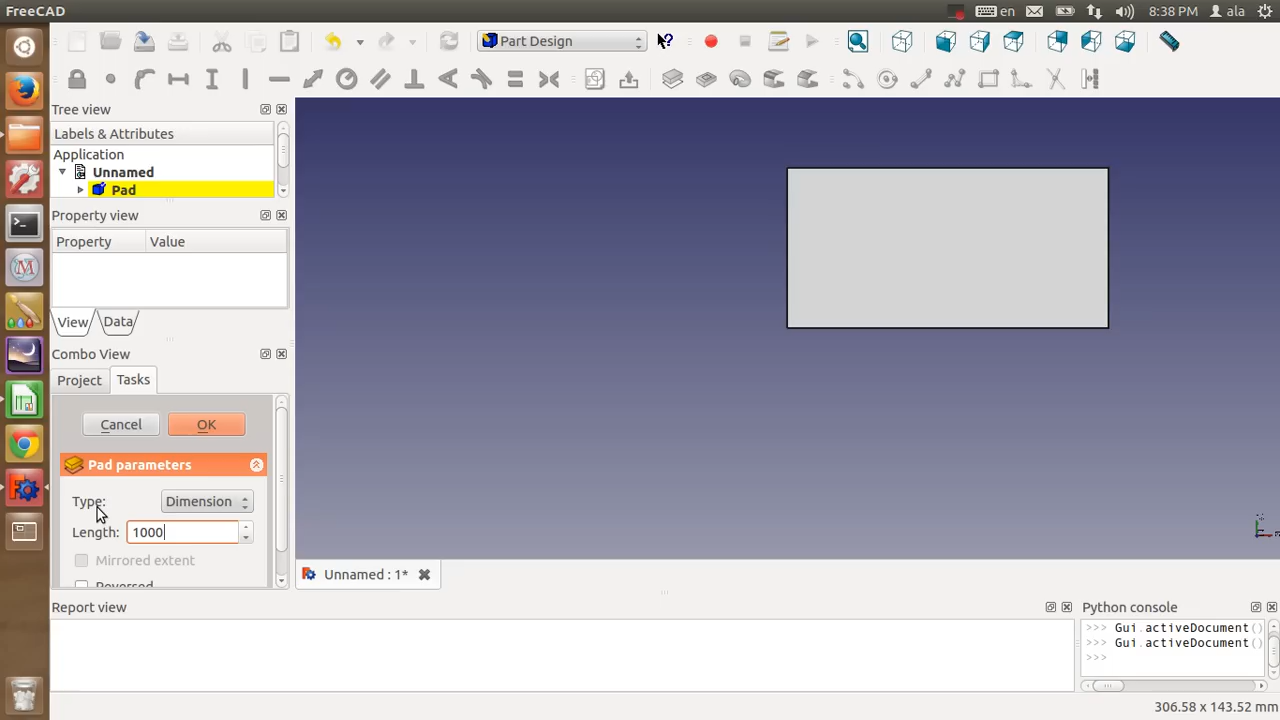 FreeCAD
en
8:38 PM
ala
Part Design
Tree view
Labels & Attributes
Application
Unnamed
Pad
Property view
Property Value
View Data
Combo View
Project Tasks
Cancel OK
Pad parameters
Type: Dimension
Length: 1000
Mirrored extent
Reversed
Unnamed : 1*
Report view
Python console
>>> Gui.activeDocument()
>>> Gui.activeDocument()
>>>
306.58 x 143.52 mm